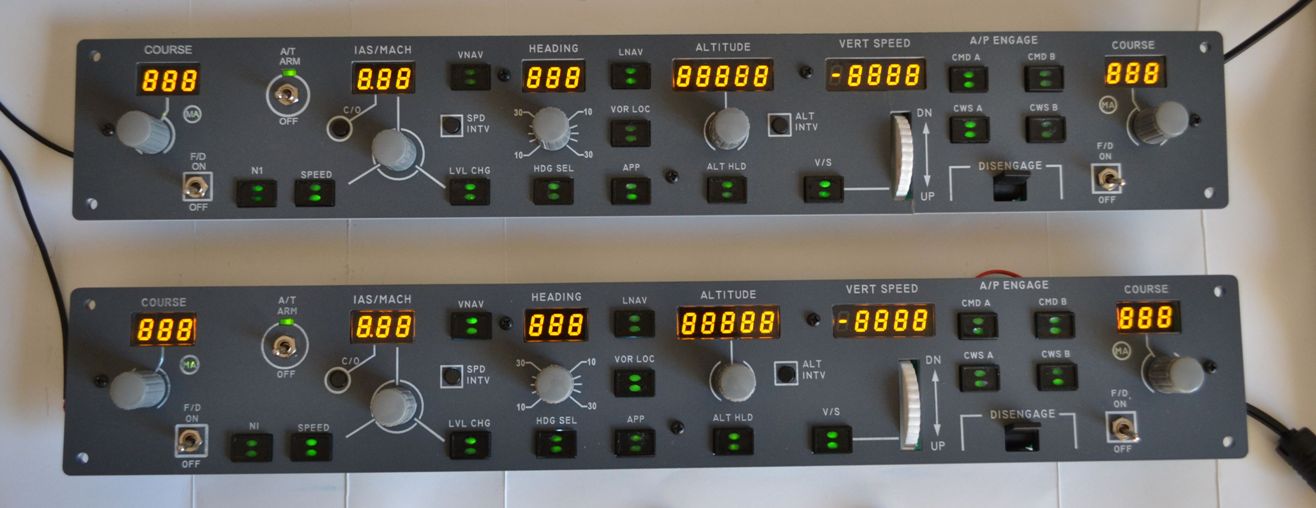 COURSE
A/T
ARM
IAS/MACH
VNAV
HEADING
LNAV
ALTITUDE
VERT SPEED
A/P ENGAGE
COURSE
CMD A
CMD B
888
8.88
888
88888
-8888
888
MA
OFF
C/O
SPD
INTV
30
10
10
30
VOR LOC
ALT
INTV
DN
UP
CWS A
CWS B
MA
F/D
ON
OFF
N1
SPEED
LVL CHG
HDG SEL
APP
ALT HLD
V/S
DISENGAGE
F/D
ON
OFF
COURSE
A/T
ARM
IAS/MACH
VNAV
HEADING
LNAV
ALTITUDE
VERT SPEED
A/P ENGAGE
COURSE
CMD A
CMD B
888
8.88
888
88888
-8888
888
MA
OFF
C/O
SPD
INTV
30
10
10
30
VOR LOC
ALT
INTV
DN
UP
CWS A
CWS B
MA
F/D
ON
OFF
N1
SPEED
LVL CHG
HDG SEL
APP
ALT HLD
V/S
DISENGAGE
F/D
ON
OFF